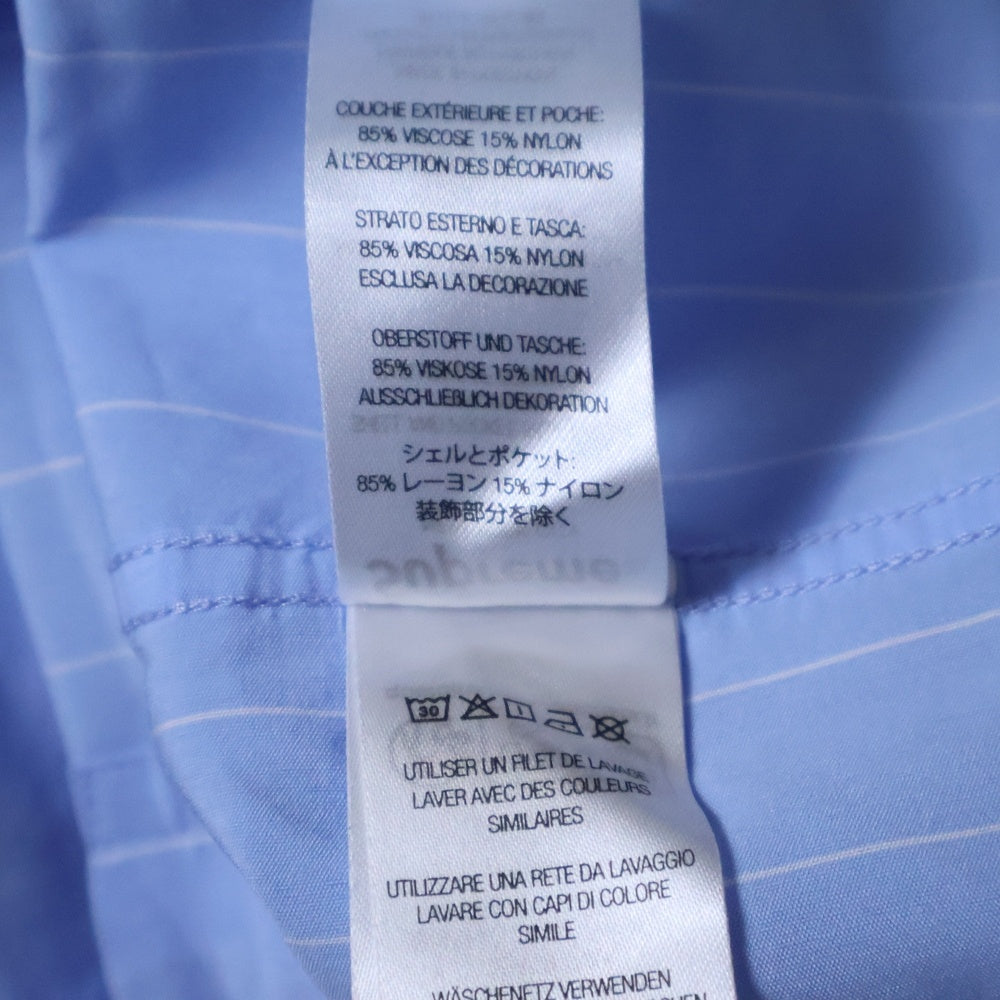 COUCHE EXTÉRIEURE ET POCHE:
85% VISCOSE 15% NYLON
À L'EXCEPTION DES DÉCORATIONS
STRATO ESTERNO E TASCA:
85% VISCOSA 15% NYLON
ESCLUSA LA DECORAZIONE
OBERSTOFF UND TASCHE:
85% VISKOSE 15% NYLON
AUSSCHLIEßLICH DEKORATION
シェルとポケット:
85% レーヨン 15% ナイロン
装飾部分を除く
Supreme
30
UTILISER UN FILET DE LAVAGE
LAVER AVEC DES COULEURS
SIMILAIRES
UTILIZZARE UNA RETE DA LAVAGGIO
LAVARE CON CAPI DI COLORE
SIMILE
WÄSCHENETZ VERWENDEN